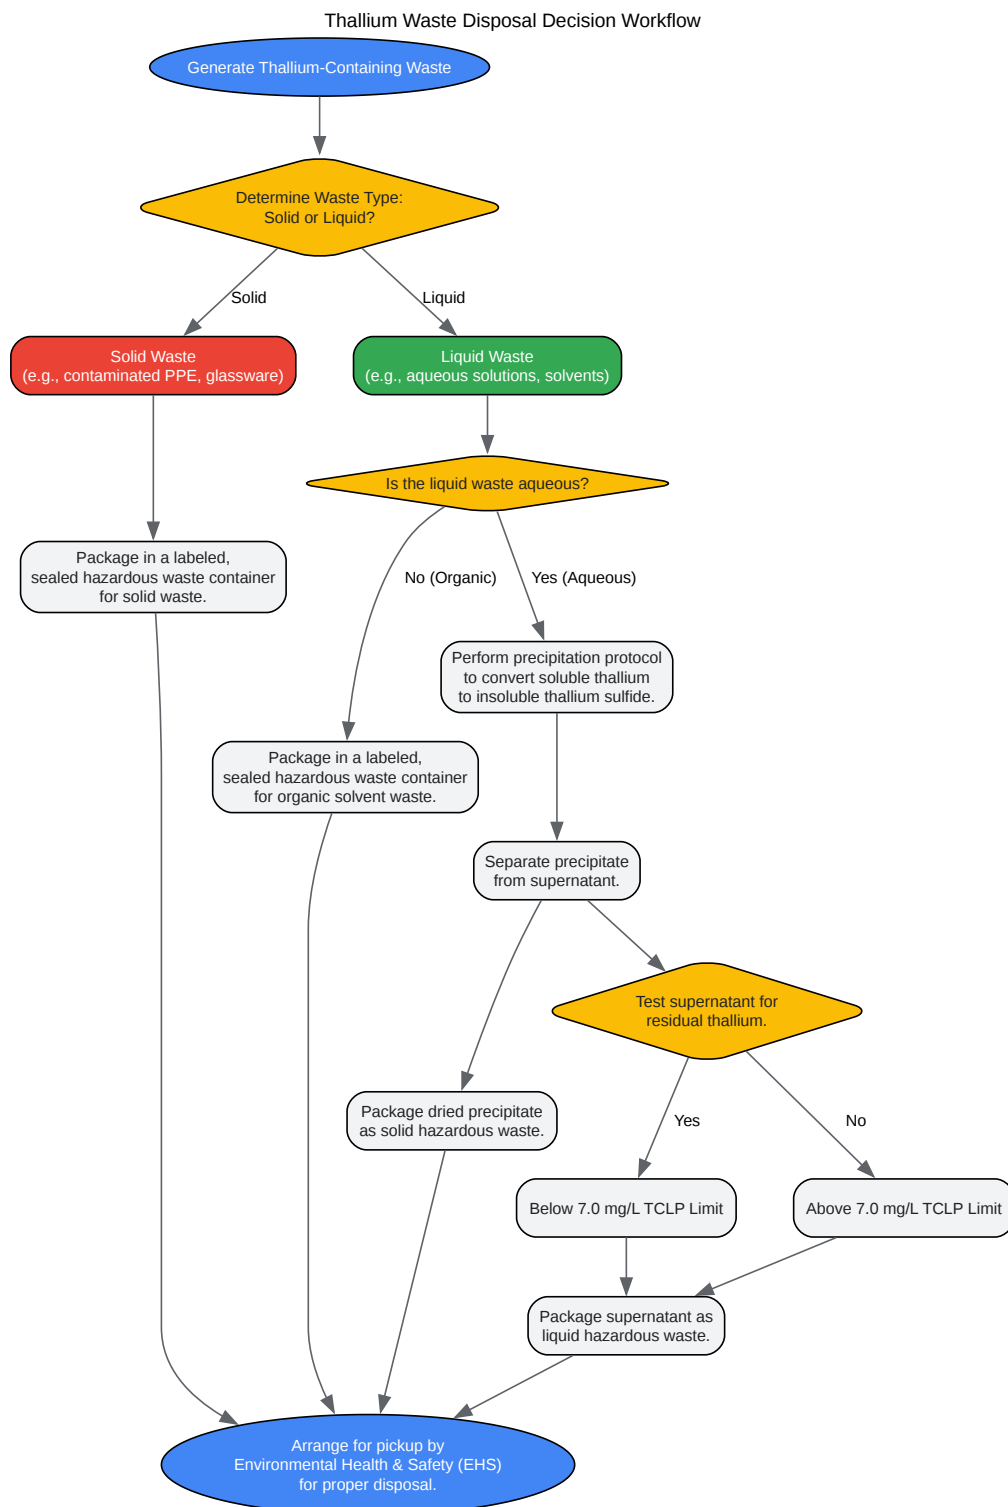 Thallium Waste Disposal Decision Workflow
Generate Thallium-Containing Waste
Determine Waste Type:
Solid or Liquid?
Solid
Liquid
Solid Waste
(e.g., contaminated PPE, glassware)
Liquid Waste
(e.g., aqueous solutions, solvents)
Is the liquid waste aqueous?
Package in a labeled,
sealed hazardous waste container
for solid waste.
No (Organic)
Yes (Aqueous)
Perform precipitation protocol
to convert soluble thallium
to insoluble thallium sulfide.
Package in a labeled,
sealed hazardous waste container
for organic solvent waste.
Separate precipitate
from supernatant.
Test supernatant for
residual thallium.
Package dried precipitate
as solid hazardous waste.
Yes
No
Below 7.0 mg/L TCLP Limit
Above 7.0 mg/L TCLP Limit
Package supernatant as
liquid hazardous waste.
Arrange for pickup by
Environmental Health & Safety (EHS)
for proper disposal.